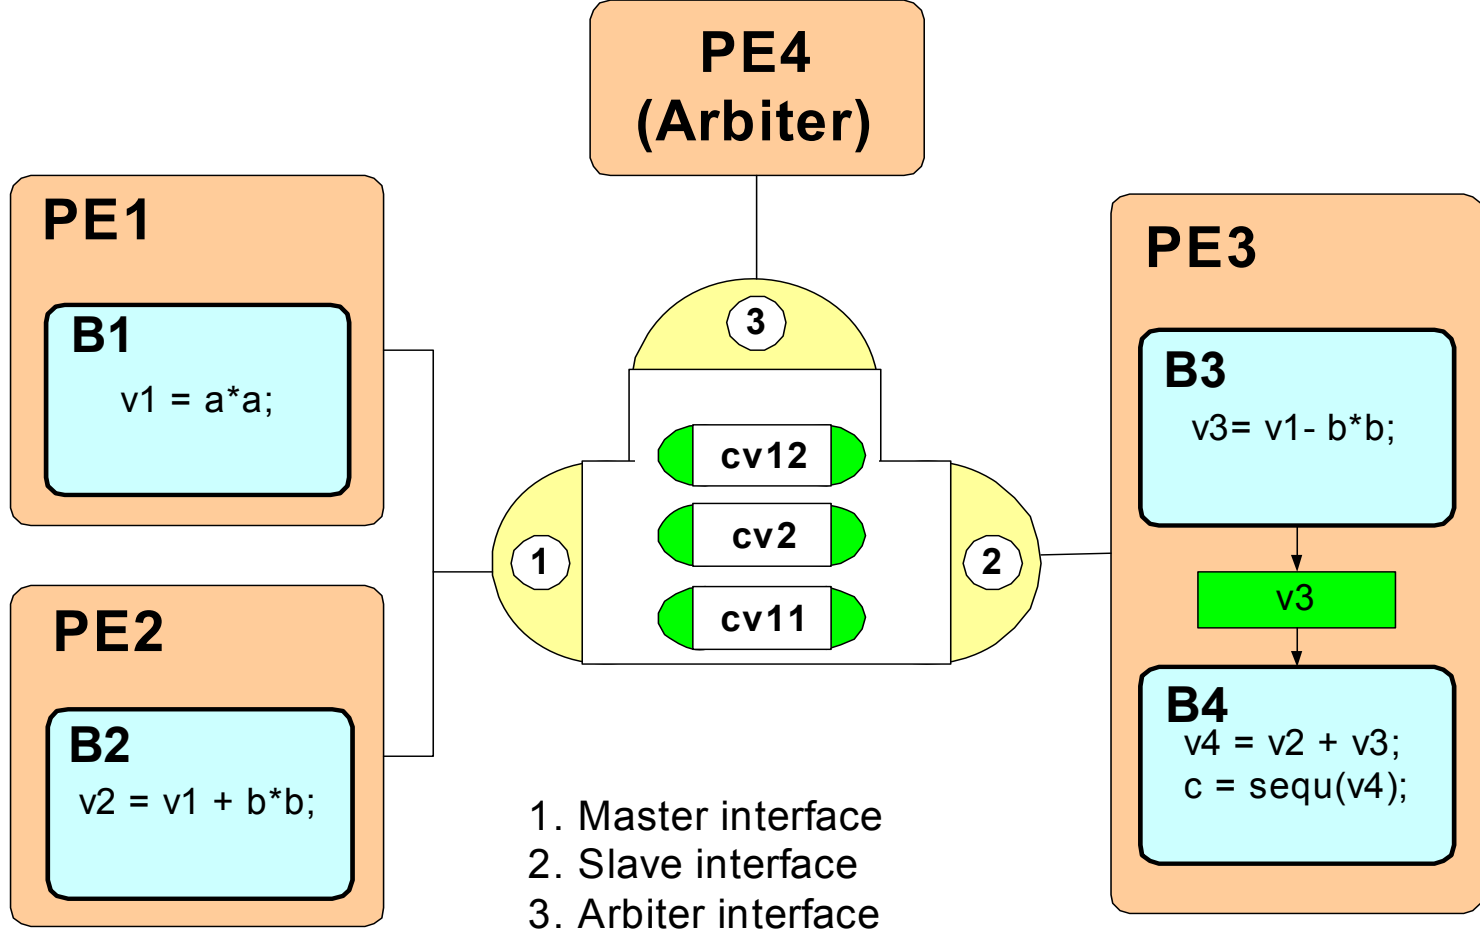 PE4
(Arbiter)
PE1
B1
v1 = a*a;
PE2
B2
v2 = v1 + b*b;
3
cv12
cv2
cv11
1
2
PE3
B3
v3= v1- b*b;
v3
B4
v4 = v2 + v3;
c = sequ(v4);
1. Master interface
2. Slave interface
3. Arbiter interface